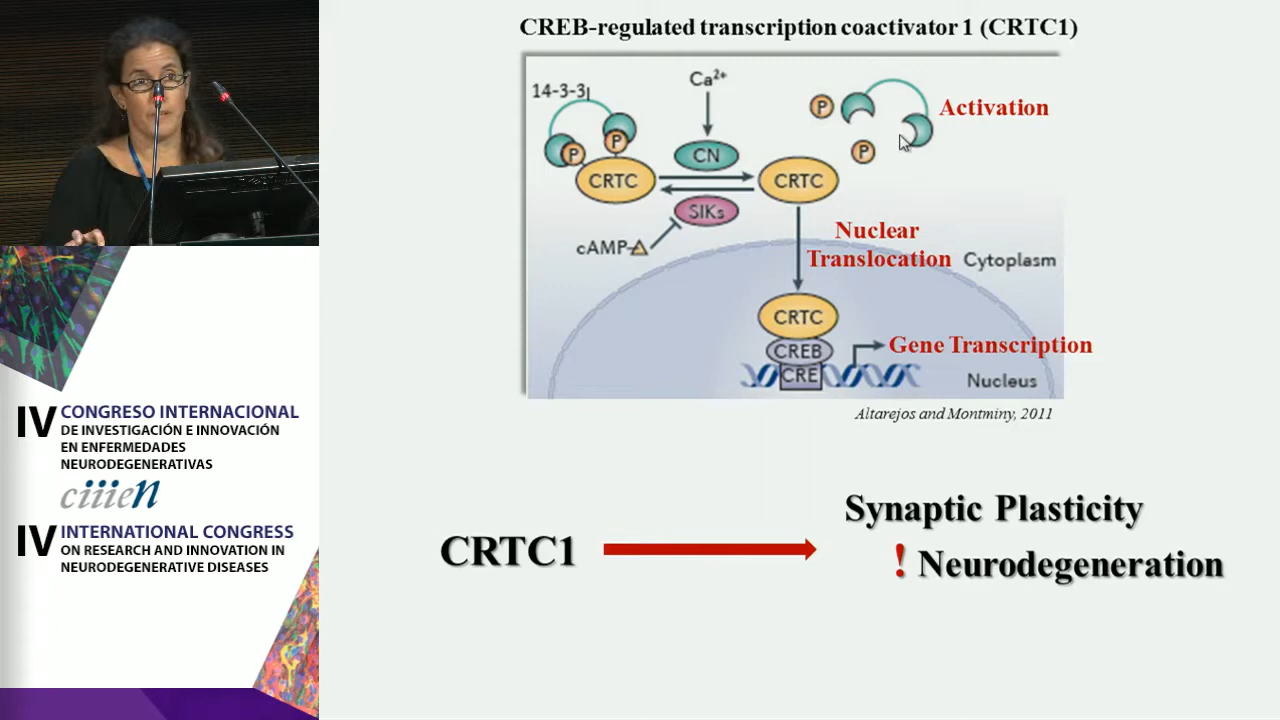 CREB-regulated transcription coactivator 1 (CRTC1)
14-3-3
Ca2+
P
P
CRTC
CN
SIKs
cAMP
CRTC
P
P
Activation
Nuclear
Translocation
Cytoplasm
CRTC
CREB
CRE
Gene Transcription
Nucleus
Altarejos and Montminy, 2011
CRTC1
Synaptic Plasticity
! Neurodegeneration
IV CONGRESO INTERNACIONAL
DE INVESTIGACIÓN E INNOVACIÓN
EN ENFERMEDADES
NEURODEGENERATIVAS
ciiien
IV INTERNATIONAL CONGRESS
ON RESEARCH AND INNOVATION IN
NEURODEGENERATIVE DISEASES